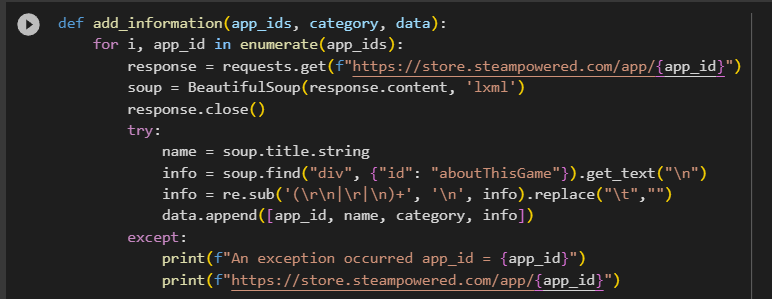 def add_information(app_ids, category, data):
    for i, app_id in enumerate(app_ids):
        response = requests.get(f"https://store.steampowered.com/app/{app_id}")
        soup = BeautifulSoup(response.content, 'lxml')
        response.close()
        try:
            name = soup.title.string
            info = soup.find("div", {"id": "aboutThisGame"}).get_text("\n")
            info = re.sub('(\r\n|\r|\n)+', '\n', info).replace("\t","")
            data.append([app_id, name, category, info])
        except:
            print(f"An exception occurred app_id = {app_id}")
            print(f"https://store.steampowered.com/app/{app_id}")